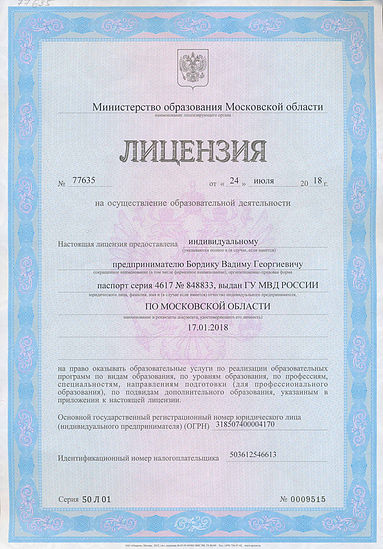 77635
Министерство образования Московской области
наименование лицензирующего органа
ЛИЦЕНЗИЯ
№ 77635 от « 24 » июля 20 18 г.
на осуществление образовательной деятельности
Настоящая лицензия предоставлена индивидуальному
(указываются полное и (в случае, если имеется)
предпринимателю Бордику Вадиму Георгиевичу
сокращенное наименование (в том числе фирменное наименование), организационно-правовая форма
паспорт серия 4617 № 848833, выдан ГУ МВД РОССИИ
юридического лица, фамилия, имя и (в случае если имеется) отчество индивидуального предпринимателя,
ПО МОСКОВСКОЙ ОБЛАСТИ
наименование и реквизиты документа, удостоверяющего его личность)
17.01.2018
на право оказывать образовательные услуги по реализации образовательных
программ по видам образования, по уровням образования, по профессиям,
специальностям, направлениям подготовки (для профессионального
образования), по подвидам дополнительного образования, указанным в
приложении к настоящей лицензии.
Основной государственный регистрационный номер юридического лица
(индивидуального предпринимателя) (ОГРН) 318507400004170
Идентификационный номер налогоплательщика 503612546613
Серия 50 Л 01 № 0009515